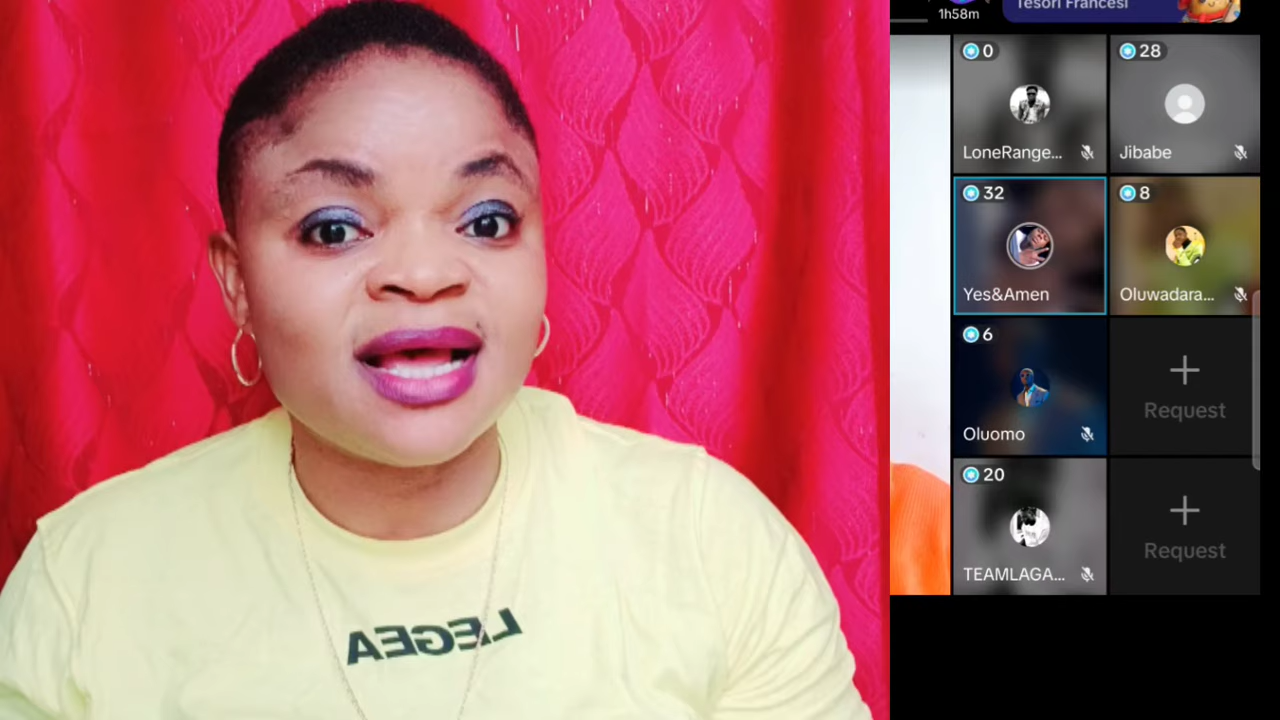 LEGEA
1h58m
Tesori Francesi
0
LoneRange...
28
Jibabe
32
Yes&Amen
8
Oluwadara...
6
Oluomo
Request
20
TEAMLAGA...
Request